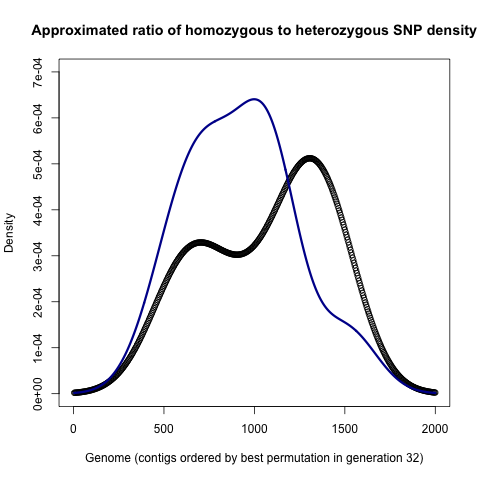 Approximated ratio of homozygous to heterozygous SNP density
7e-04
6e-04
5e-04
4e-04
3e-04
2e-04
1e-04
0e+00
Density
0 500 1000 1500 2000
Genome (contigs ordered by best permutation in generation 32)